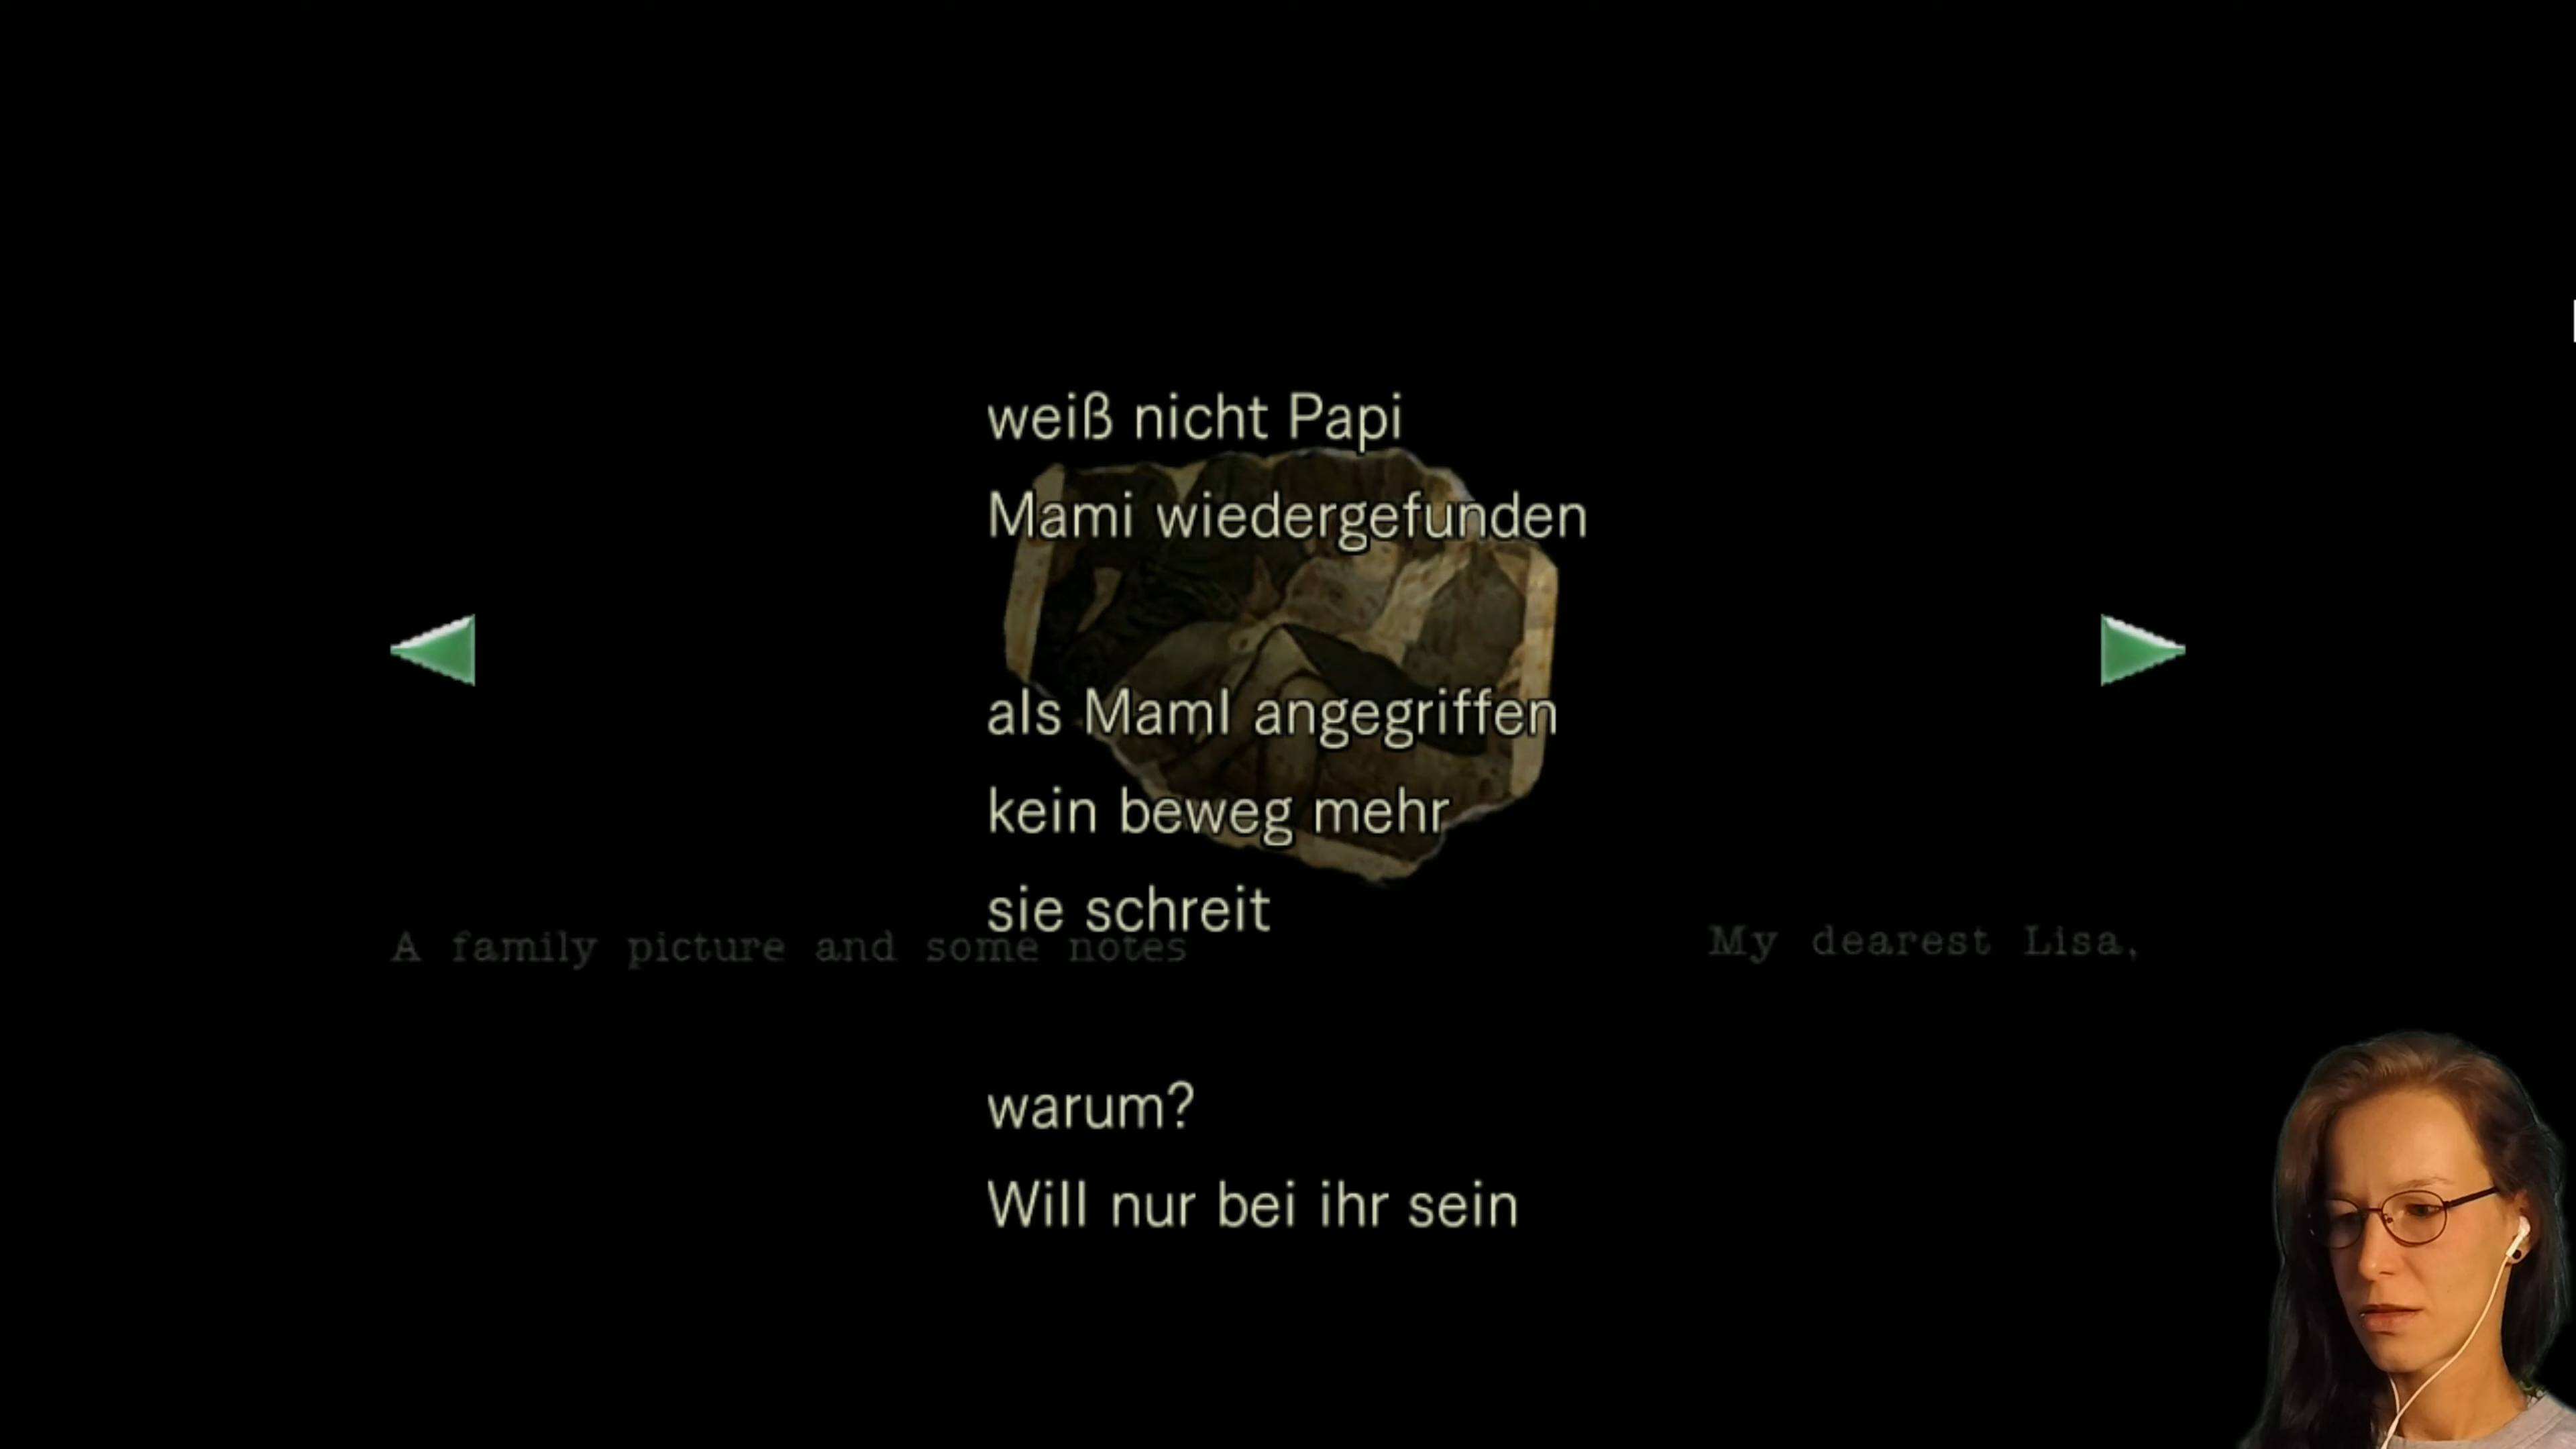 weiß nicht Papi
Mami wiedergefunden
als MamI angegriffen
kein beweg mehr
sie schreit
A family picture and some notes
My dearest Lisa,
warum?
Will nur bei ihr sein